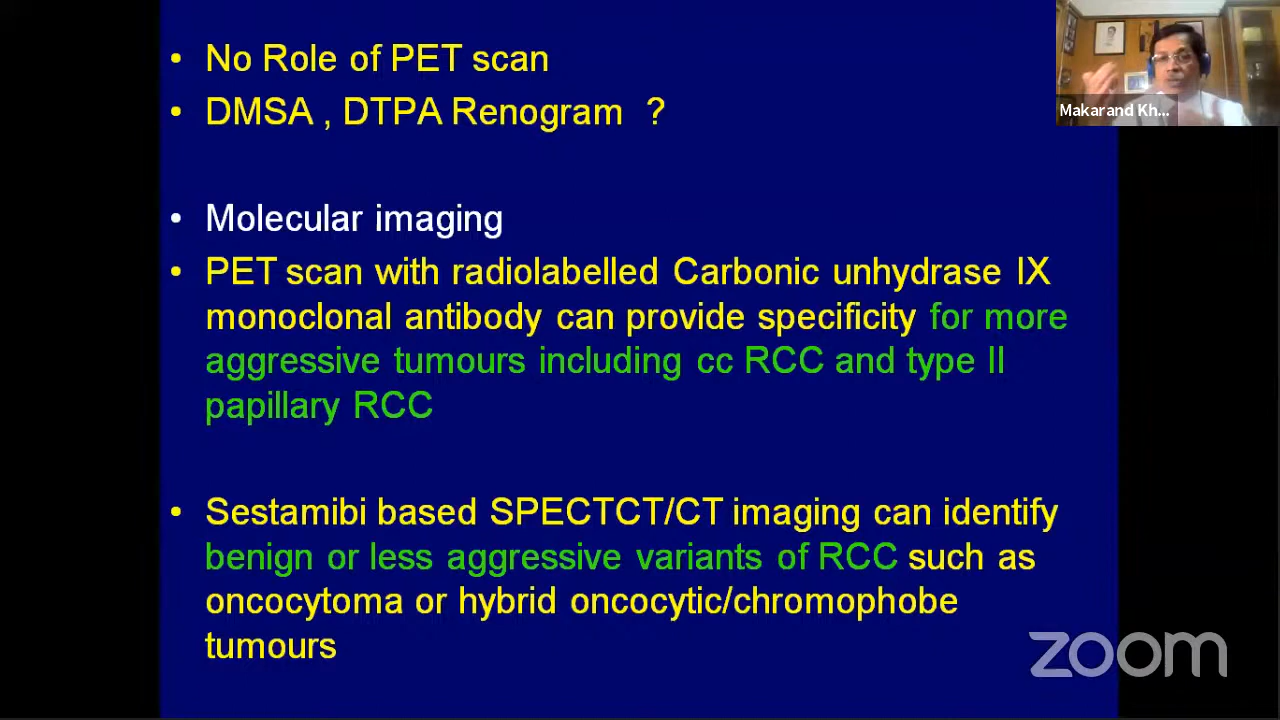 • No Role of PET scan
• DMSA , DTPA Renogram ?
Makarand Kh...
• Molecular imaging
• PET scan with radiolabelled Carbonic unhydrase IX
monoclonal antibody can provide specificity for more
aggressive tumours including cc RCC and type II
papillary RCC
• Sestamibi based SPECTCT/CT imaging can identify
benign or less aggressive variants of RCC such as
oncocytoma or hybrid oncocytic/chromophobe
tumours
zoom